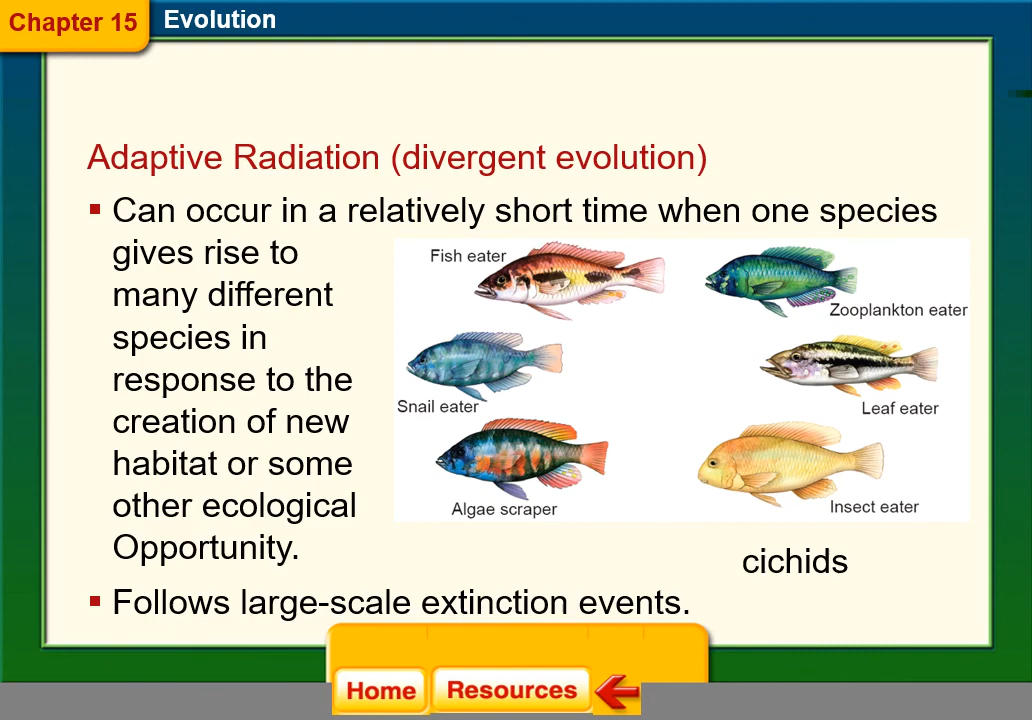 Chapter 15
Evolution
Adaptive Radiation (divergent evolution)
Can occur in a relatively short time when one species
gives rise to
many different
species in
response to the
creation of new
habitat or some
other ecological
Opportunity.
Fish eater
Zooplankton eater
Snail eater
Leaf eater
Algae scraper
Insect eater
cichids
Follows large-scale extinction events.
Home
Resources